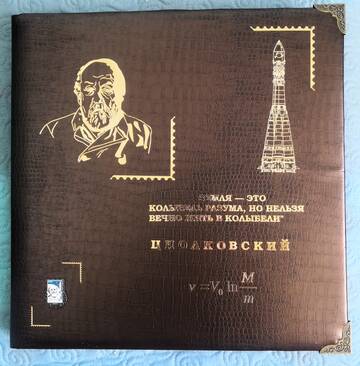 "ЗЕМЛЯ — ЭТО
КОЛЫБЕЛЬ РАЗУМА, НО НЕЛЬЗЯ
ВЕЧНО ЖИТЬ В КОЛЫБЕЛИ"
ЦИОЛКОВСКИЙ
v = V₀ ln M/m